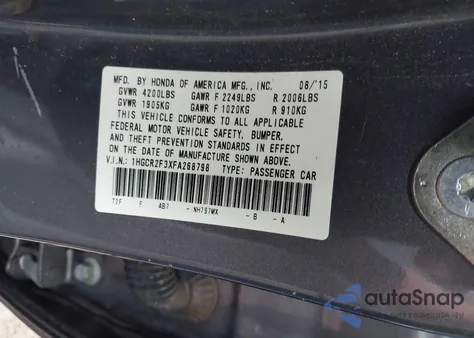 MFD. BY HONDA OF AMERICA MFG., INC. 08/'15
GVWR 4200LBS GAWR F 2249LBS R 2006LBS
GVWR 1905KG GAWR F 1020KG R 910KG
THIS VEHICLE CONFORMS TO ALL APPLICABLE
FEDERAL MOTOR VEHICLE SAFETY, BUMPER,
AND THEFT PREVENTION STANDARDS IN EFFECT
ON THE DATE OF MANUFACTURE SHOWN ABOVE.
V.I.N: 1HGCR2F3XFA268798 TYPE: PASSENGER CAR
T2F F AB7 - NH797MX - B - A
autoSnap